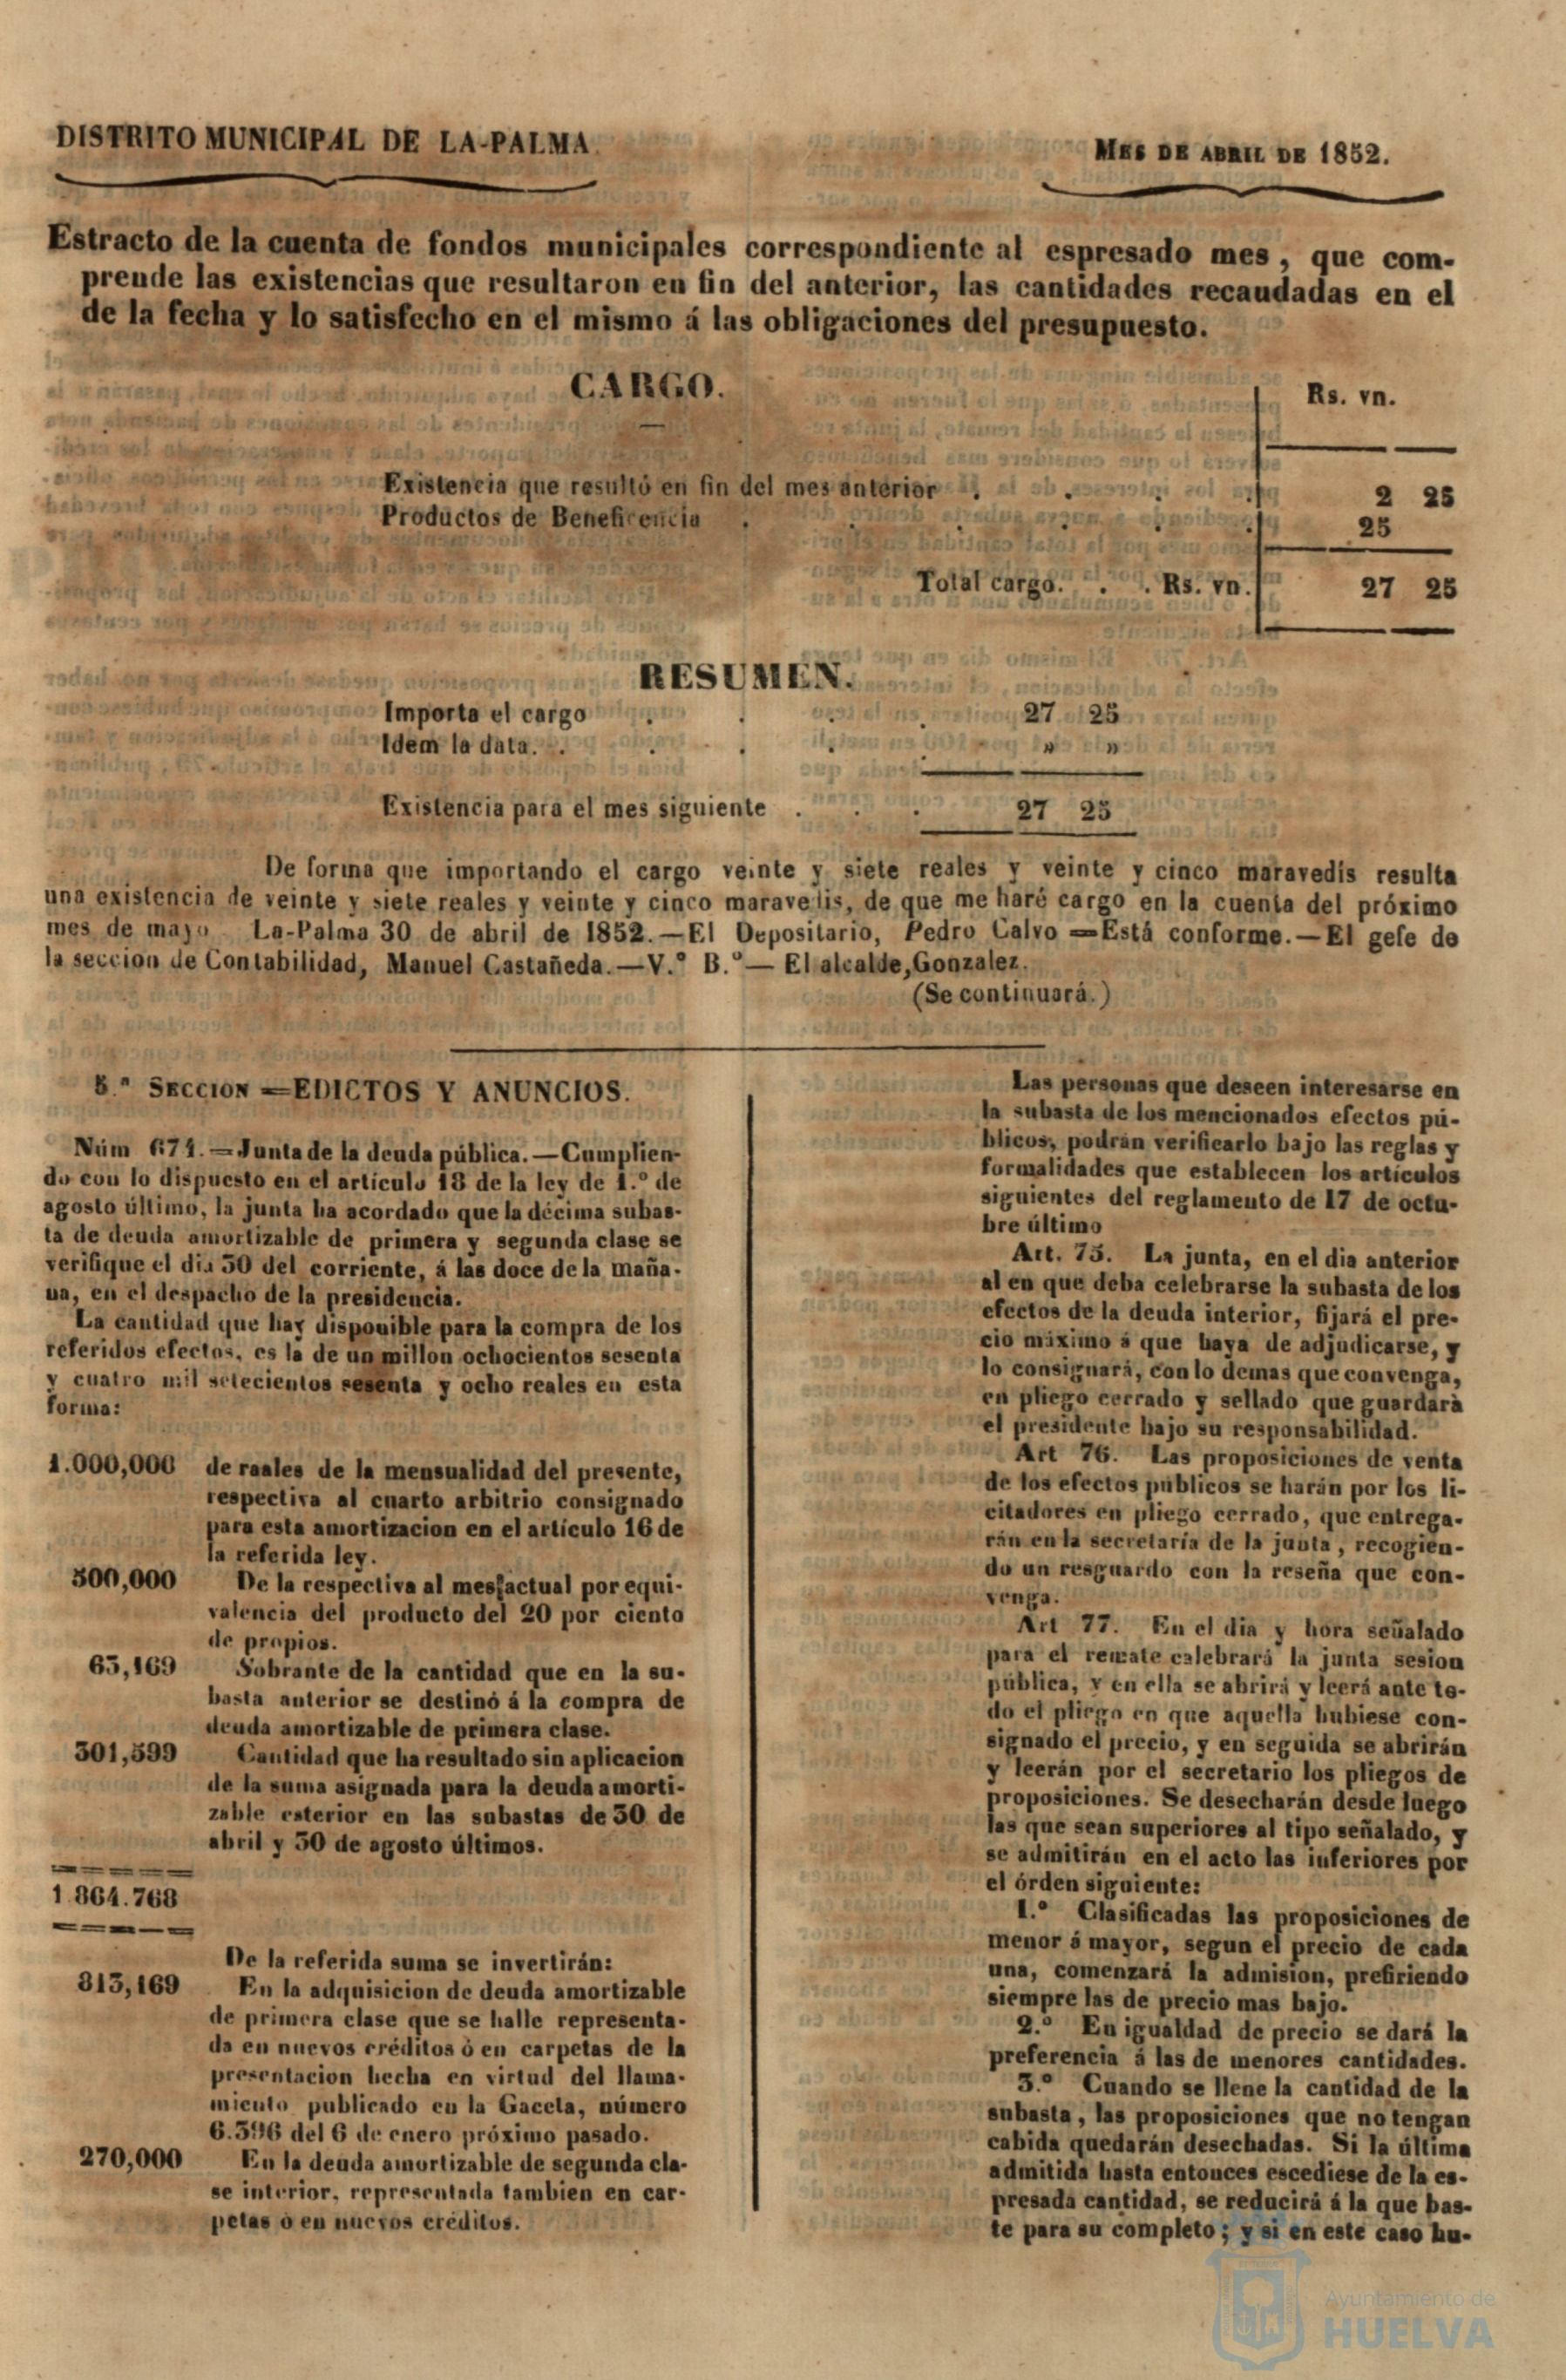 DISTRITO MUNICIPAL DE LA-PALMA.
MES DE ABRIL DE 1852.
Estracto de la cuenta de fondos municipales correspondiente al espresado mes, que com-
prende las existencias que resultaron en fin del anterior, las cantidades recaudadas en el
de la fecha y lo satisfecho en el mismo á las obligaciones del presupuesto.
CARGO.
Rs. vn.
Existencia que resultó en fin del mes anterior . . . . 2 25
Productos de Beneficencia . . . . . . 25
Total cargo. . . Rs. vn. 27 25
RESUMEN.
Importa el cargo . . . . 27 25
Idem la data. . . . . . » »
Existencia para el mes siguiente . . . 27 25
De forma que importando el cargo veinte y siete reales y veinte y cinco maravedís resulta
una existencia de veinte y siete reales y veinte y cinco maravedis, de que me haré cargo en la cuenta del próximo
mes de mayo La-Palma 30 de abril de 1852.—El Depositario, Pedro Calvo =Está conforme.—El gefe de
la seccion de Contabilidad, Manuel Castañeda.—V.º B.º— El alcalde, Gonzalez.
(Se continuará.)
5.ª SECCION =EDICTOS Y ANUNCIOS.
Núm 671.=Junta de la deuda pública.—Cumplien-
do con lo dispuesto en el artículo 18 de la ley de 1.º de
agosto último, la junta ha acordado que la décima subas-
ta de deuda amortizable de primera y segunda clase se
verifique el dia 30 del corriente, á las doce de la maña-
na, en el despacho de la presidencia.
La cantidad que hay disponible para la compra de los
referidos efectos, es la de un millon ochocientos sesenta
y cuatro mil setecientos sesenta y ocho reales en esta
forma:
1.000,000 de raales de la mensualidad del presente,
respectiva al cuarto arbitrio consignado
para esta amortizacion en el artículo 16 de
la referida ley.
500,000 De la respectiva al mes actual por equi-
valencia del producto del 20 por ciento
de propios.
63,169 Sobrante de la cantidad que en la su-
basta anterior se destinó á la compra de
deuda amortizable de primera clase.
301,599 Cantidad que ha resultado sin aplicacion
de la suma asignada para la deuda amorti-
zable esterior en las subastas de 30 de
abril y 30 de agosto últimos.
1 864.768
De la referida suma se invertirán:
813,169 En la adquisicion de deuda amortizable
de primera clase que se halle representa-
da en nuevos créditos ò en carpetas de la
presentacion hecha en virtud del llama-
miento publicado en la Gaceta, número
6.396 del 6 de enero próximo pasado.
270,000 En la deuda amortizable de segunda cla-
se interior, representada tambien en car-
petas ò en nuevos créditos.
Las personas que deseen interesarse en
la subasta de los mencionados efectos pú-
blicos, podrán verificarlo bajo las reglas y
formalidades que establecen los artículos
siguientes del reglamento de 17 de octu-
bre último
Art. 75. La junta, en el dia anterior
al en que deba celebrarse la subasta de los
efectos de la deuda interior, fijará el pre-
cio máximo á que haya de adjudicarse, y
lo consignará, con lo demas que convenga,
en pliego cerrado y sellado que guardarà
el presidente bajo su responsabilidad.
Art 76. Las proposiciones de venta
de los efectos públicos se harán por los li-
citadores en pliego cerrado, que entrega-
rán en la secretaría de la junta, recogien-
do un resguardo con la reseña que con-
venga.
Art 77. En el dia y hora señalado
para el remate calebrará la junta sesion
pública, y en ella se abrirá y leerá ante to-
do el pliego en que aquella hubiese con-
signado el precio, y en seguida se abrirán
y leerán por el secretario los pliegos de
proposiciones. Se desecharán desde luego
las que sean superiores al tipo señalado, y
se admitirán en el acto las inferiores por
el órden siguiente:
1.º Clasificadas las proposiciones de
menor á mayor, segun el precio de cada
una, comenzará la admision, prefiriendo
siempre las de precio mas bajo.
2.º En igualdad de precio se dará la
preferencia á las de menores cantidades.
3.º Cuando se llene la cantidad de la
subasta, las proposiciones que no tengan
cabida quedarán desechadas. Si la última
admitida hasta entonces escediese de la es-
presada cantidad, se reducirá á la que bas-
te para su completo; y si en este caso hu-
Ayuntamiento de
HUELVA